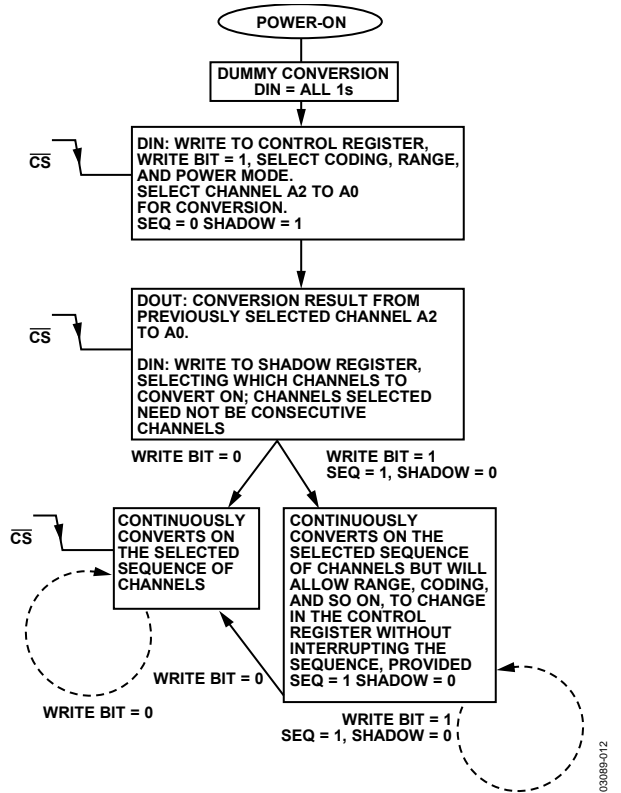 POWER-ON
DUMMY CONVERSION
DIN = ALL 1s
CS
DIN: WRITE TO CONTROL REGISTER,
WRITE BIT = 1, SELECT CODING, RANGE,
AND POWER MODE.
SELECT CHANNEL A2 TO A0
FOR CONVERSION.
SEQ = 0 SHADOW = 1
CS
DOUT: CONVERSION RESULT FROM
PREVIOUSLY SELECTED CHANNEL A2
TO A0.
DIN: WRITE TO SHADOW REGISTER,
SELECTING WHICH CHANNELS TO
CONVERT ON; CHANNELS SELECTED
NEED NOT BE CONSECUTIVE
CHANNELS
WRITE BIT = 0
WRITE BIT = 1
SEQ = 1, SHADOW = 0
CS
CONTINUOUSLY
CONVERTS ON
THE SELECTED
SEQUENCE OF
CHANNELS
CONTINUOUSLY
CONVERTS ON THE
SELECTED SEQUENCE
OF CHANNELS BUT WILL
ALLOW RANGE, CODING,
AND SO ON, TO CHANGE
IN THE CONTROL
REGISTER WITHOUT
INTERRUPTING THE
SEQUENCE, PROVIDED
SEQ = 1 SHADOW = 0
WRITE BIT = 0
WRITE BIT = 0
WRITE BIT = 1
SEQ = 1, SHADOW = 0
03089-012